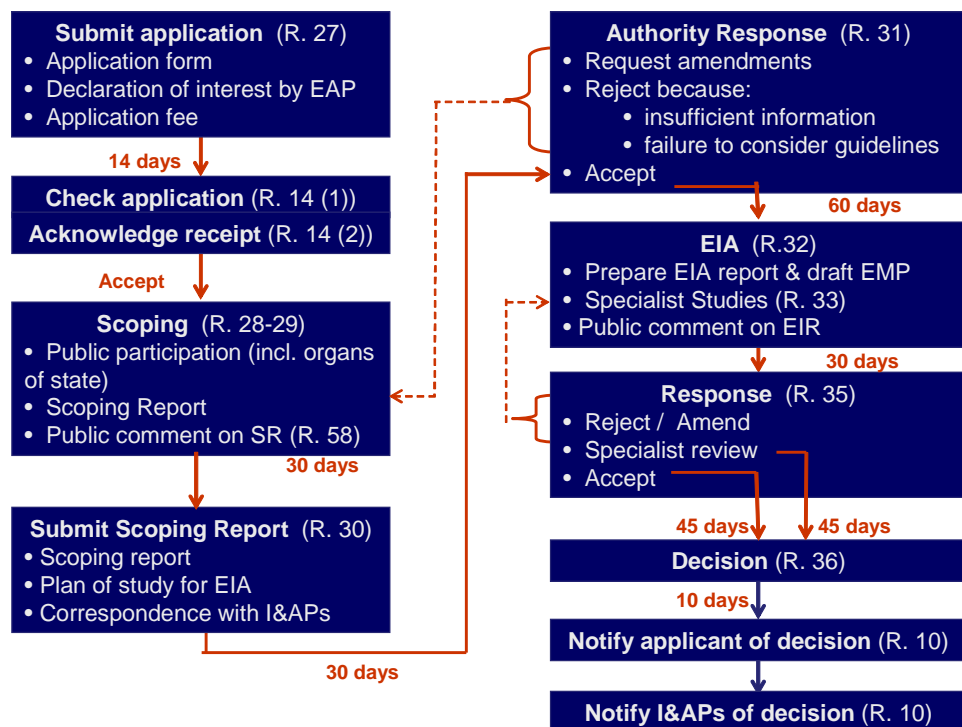 Submit application (R. 27)
• Application form
• Declaration of interest by EAP
• Application fee
14 days
Check application (R. 14 (1))
Acknowledge receipt (R. 14 (2))
Accept
Scoping (R. 28-29)
• Public participation (incl. organs
of state)
• Scoping Report
• Public comment on SR (R. 58)
30 days
Submit Scoping Report (R. 30)
• Scoping report
• Plan of study for EIA
• Correspondence with I&APs
30 days
Authority Response (R. 31)
• Request amendments
• Reject because:
• insufficient information
• failure to consider guidelines
• Accept
60 days
EIA (R.32)
• Prepare EIA report & draft EMP
• Specialist Studies (R. 33)
• Public comment on EIR
30 days
Response (R. 35)
• Reject / Amend
• Specialist review
• Accept
45 days
45 days
Decision (R. 36)
10 days
Notify applicant of decision (R. 10)
Notify I&APs of decision (R. 10)